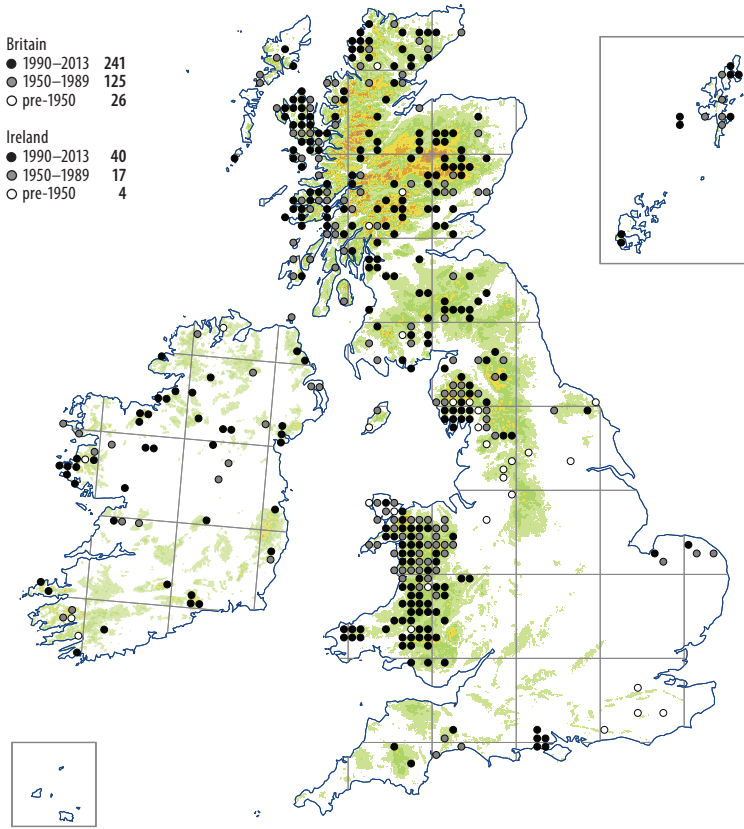 Britain
● 1990–2013 241
● 1950–1989 125
○ pre-1950 26
Ireland
● 1990–2013 40
● 1950–1989 17
○ pre-1950 4